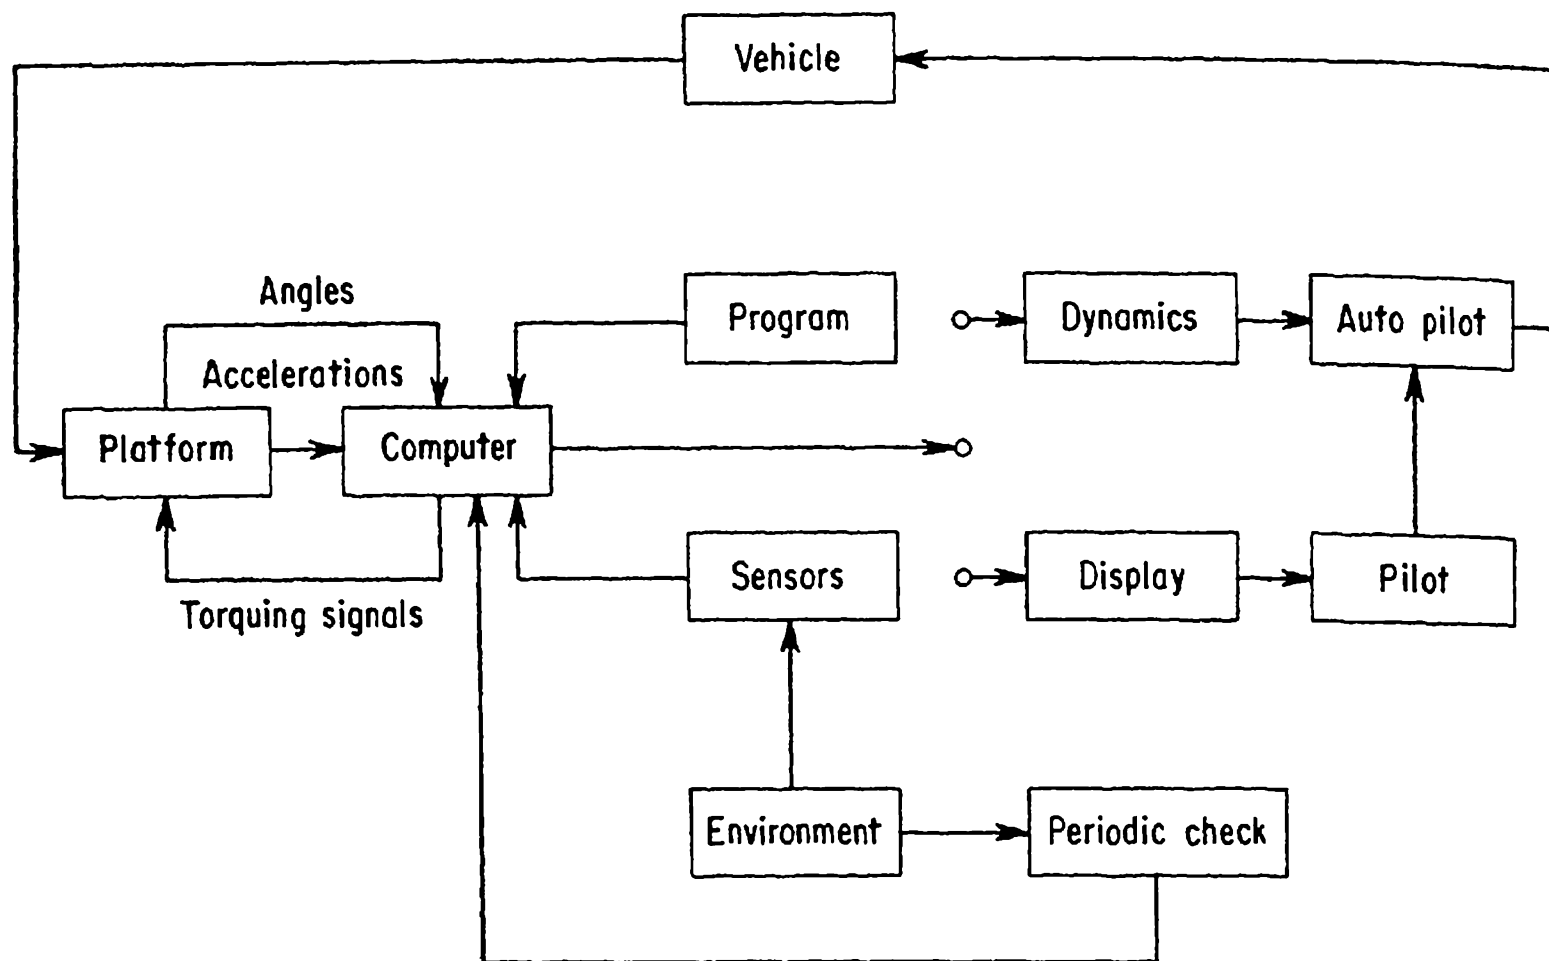 Vehicle
Angles
Program
Dynamics
Auto pilot
Accelerations
Platform
Computer
Sensors
Display
Pilot
Torquing signals
Environment
Periodic check